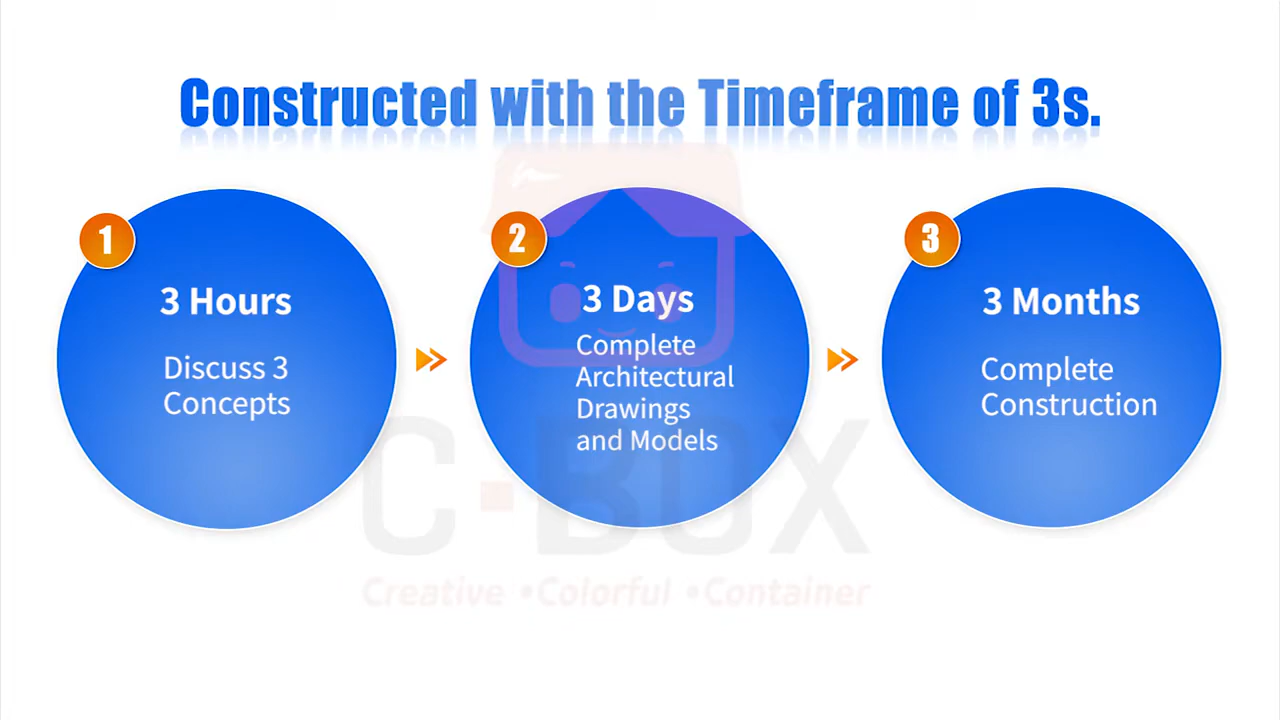 Constructed with the Timeframe of 3s.
1
3 Hours
Discuss 3
Concepts
2
3 Days
Complete
Architectural
Drawings
and Models
3
3 Months
Complete
Construction
C·BOX
Creative •Colorful •Container